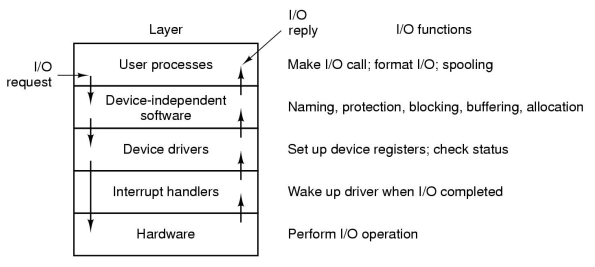 I/O
reply
Layer
I/O functions
I/O
request
User processes
Make I/O call; format I/O; spooling
Device-independent
software
Naming, protection, blocking, buffering, allocation
Device drivers
Set up device registers; check status
Interrupt handlers
Wake up driver when I/O completed
Hardware
Perform I/O operation